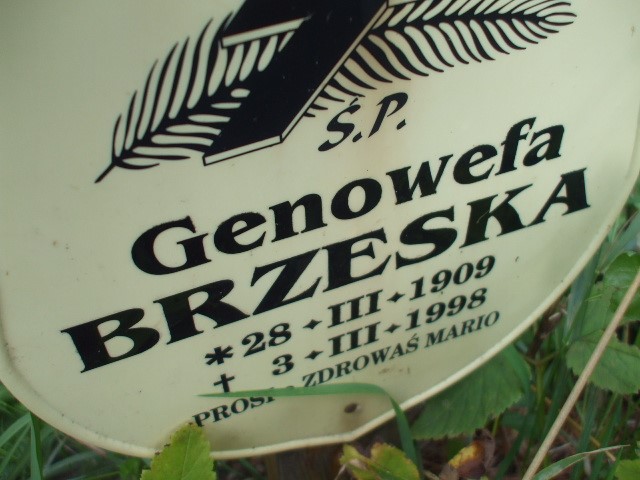 Ś.P.
Genowefa
BRZESKA
* 28 • III • 1909
† 3 • III • 1998
ZDROWAŚ MARIO